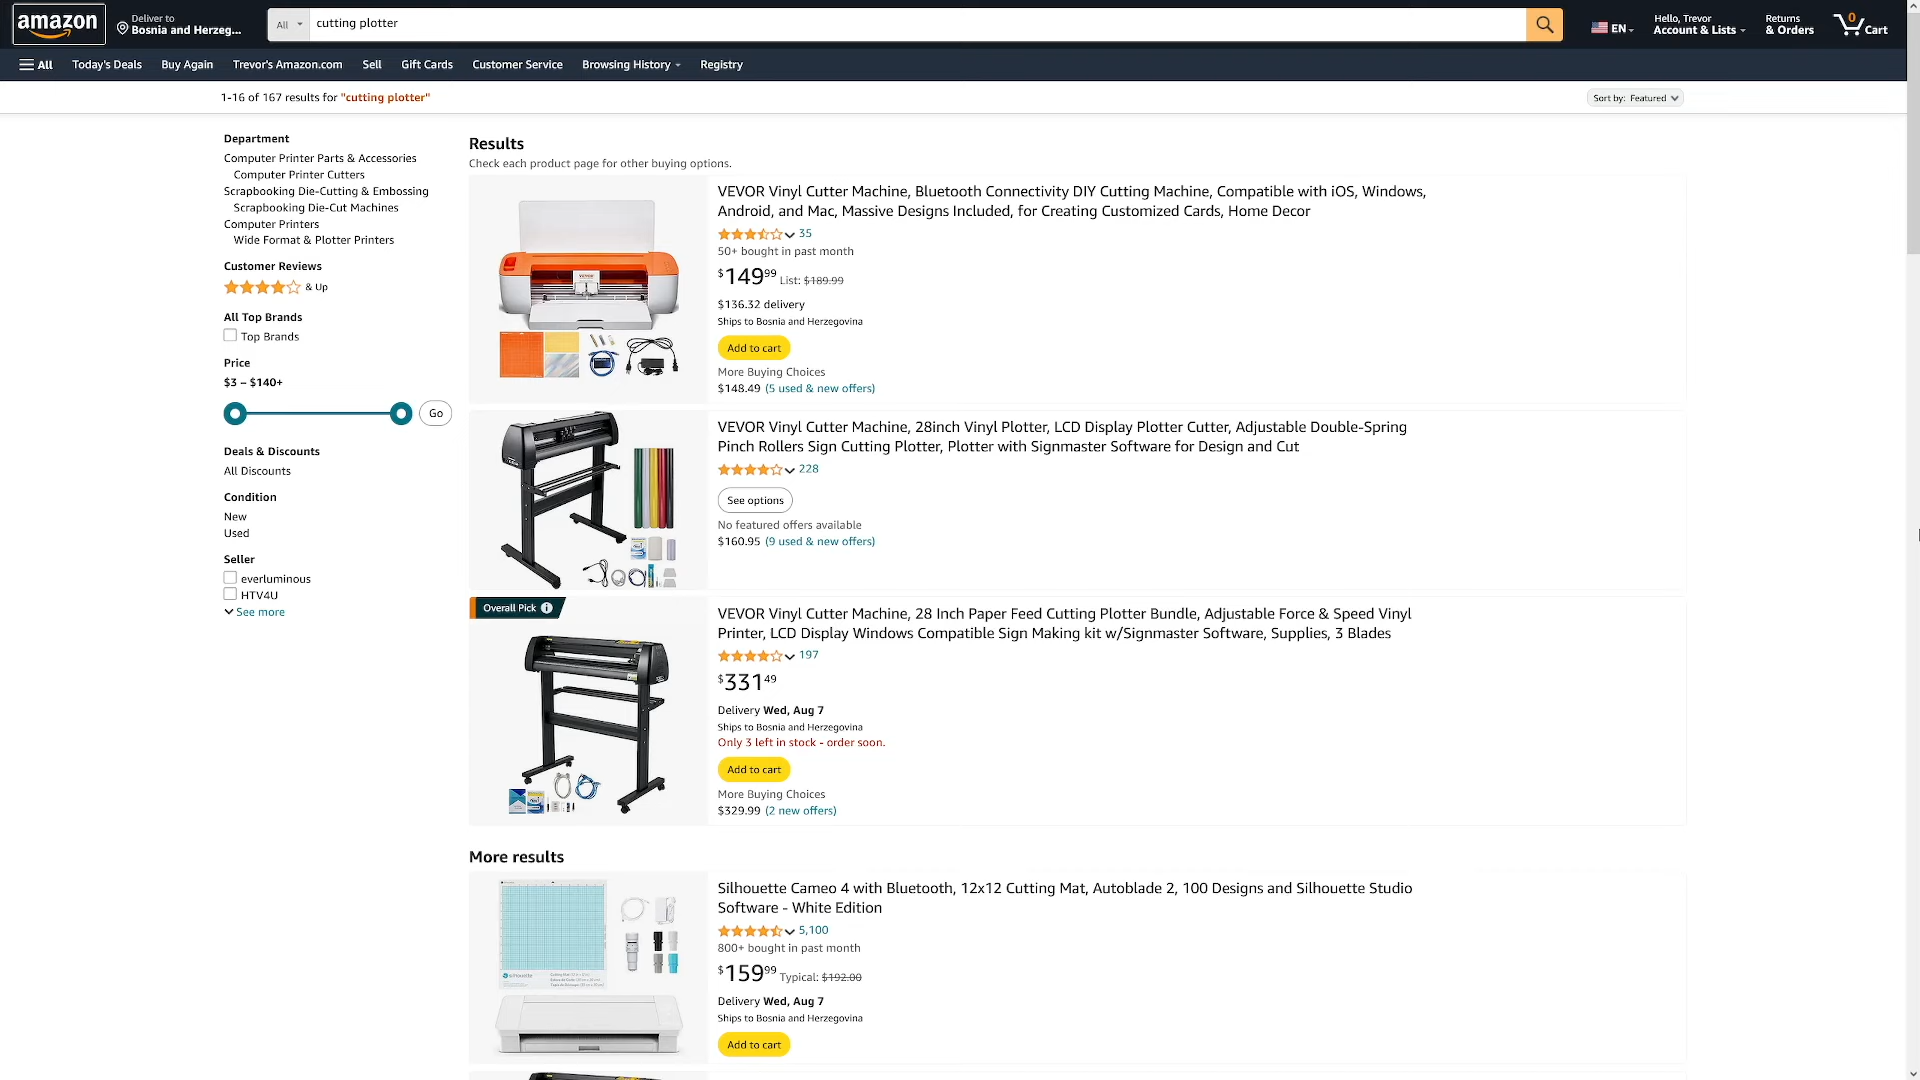 amazon
Deliver to
Bosnia and Herzeg...
All
cutting plotter
EN
Hello, Trevor
Account & Lists
Returns
& Orders
0
Cart
All
Today's Deals
Buy Again
Trevor's Amazon.com
Sell
Gift Cards
Customer Service
Browsing History
Registry
1-16 of 167 results for "cutting plotter"
Sort by: Featured
Department
Computer Printer Parts & Accessories
Computer Printer Cutters
Scrapbooking Die-Cutting & Embossing
Scrapbooking Die-Cut Machines
Computer Printers
Wide Format & Plotter Printers
Customer Reviews
& Up
All Top Brands
Top Brands
Price
$3 – $140+
Go
Deals & Discounts
All Discounts
Condition
New
Used
Seller
everluminous
HTV4U
See more
Results
Check each product page for other buying options.
VEVOR Vinyl Cutter Machine, Bluetooth Connectivity DIY Cutting Machine, Compatible with iOS, Windows,
Android, and Mac, Massive Designs Included, for Creating Customized Cards, Home Decor
35
50+ bought in past month
$149 99 List: $189.99
$136.32 delivery
Ships to Bosnia and Herzegovina
Add to cart
More Buying Choices
$148.49 (5 used & new offers)
VEVOR Vinyl Cutter Machine, 28inch Vinyl Plotter, LCD Display Plotter Cutter, Adjustable Double-Spring
Pinch Rollers Sign Cutting Plotter, Plotter with Signmaster Software for Design and Cut
228
See options
No featured offers available
$160.95 (9 used & new offers)
Overall Pick
VEVOR Vinyl Cutter Machine, 28 Inch Paper Feed Cutting Plotter Bundle, Adjustable Force & Speed Vinyl
Printer, LCD Display Windows Compatible Sign Making kit w/Signmaster Software, Supplies, 3 Blades
197
$331 49
Delivery Wed, Aug 7
Ships to Bosnia and Herzegovina
Only 3 left in stock - order soon.
Add to cart
More Buying Choices
$329.99 (2 new offers)
More results
Silhouette Cameo 4 with Bluetooth, 12x12 Cutting Mat, Autoblade 2, 100 Designs and Silhouette Studio
Software - White Edition
5,100
800+ bought in past month
$159 99 Typical: $192.00
Delivery Wed, Aug 7
Ships to Bosnia and Herzegovina
Add to cart